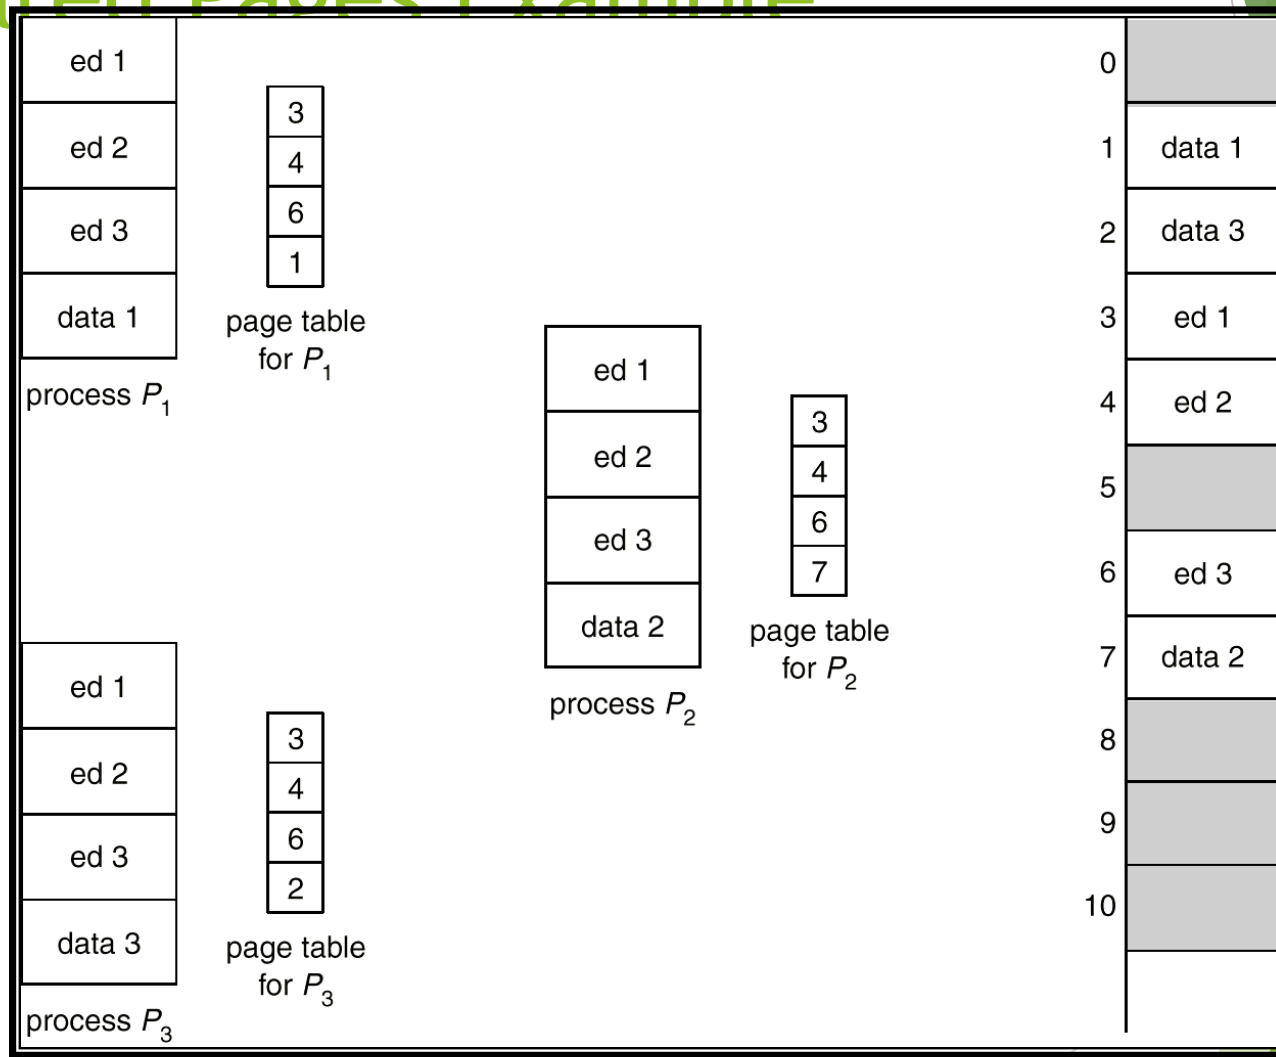 Pages Example
ed 1
ed 2
ed 3
data 1
process P1
3
4
6
1
page table
for P1
ed 1
ed 2
ed 3
data 2
process P2
3
4
6
7
page table
for P2
ed 1
ed 2
ed 3
data 3
process P3
3
4
6
2
page table
for P3
0
1 data 1
2 data 3
3 ed 1
4 ed 2
5
6 ed 3
7 data 2
8
9
10